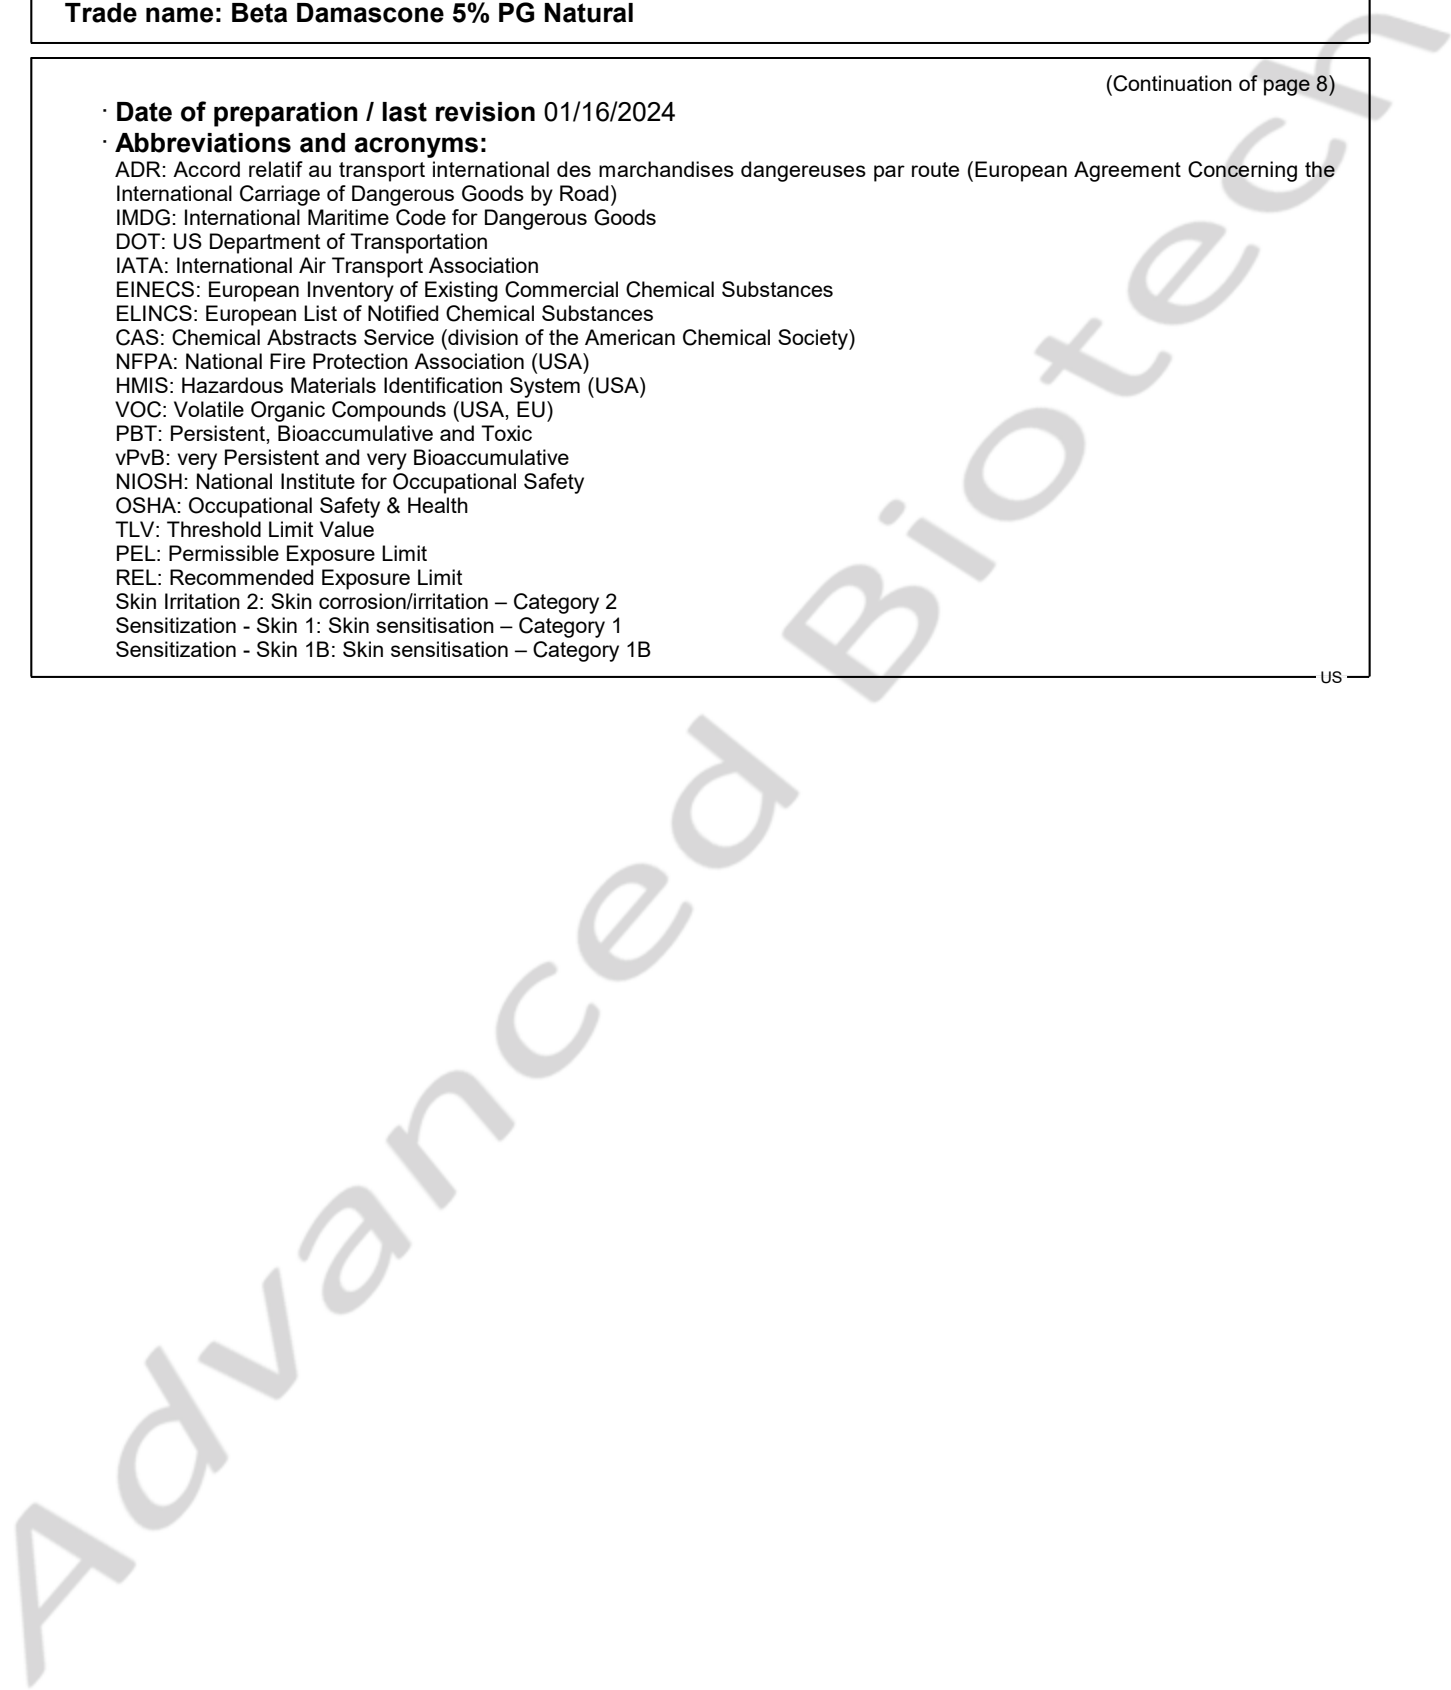 Trade name: Beta Damascone 5% PG Natural
(Continuation of page 8)
· Date of preparation / last revision 01/16/2024
· Abbreviations and acronyms:
ADR: Accord relatif au transport international des marchandises dangereuses par route (European Agreement Concerning the
International Carriage of Dangerous Goods by Road)
IMDG: International Maritime Code for Dangerous Goods
DOT: US Department of Transportation
IATA: International Air Transport Association
EINECS: European Inventory of Existing Commercial Chemical Substances
ELINCS: European List of Notified Chemical Substances
CAS: Chemical Abstracts Service (division of the American Chemical Society)
NFPA: National Fire Protection Association (USA)
HMIS: Hazardous Materials Identification System (USA)
VOC: Volatile Organic Compounds (USA, EU)
PBT: Persistent, Bioaccumulative and Toxic
vPvB: very Persistent and very Bioaccumulative
NIOSH: National Institute for Occupational Safety
OSHA: Occupational Safety & Health
TLV: Threshold Limit Value
PEL: Permissible Exposure Limit
REL: Recommended Exposure Limit
Skin Irritation 2: Skin corrosion/irritation – Category 2
Sensitization - Skin 1: Skin sensitisation – Category 1
Sensitization - Skin 1B: Skin sensitisation – Category 1B
US
Advanced Biotech